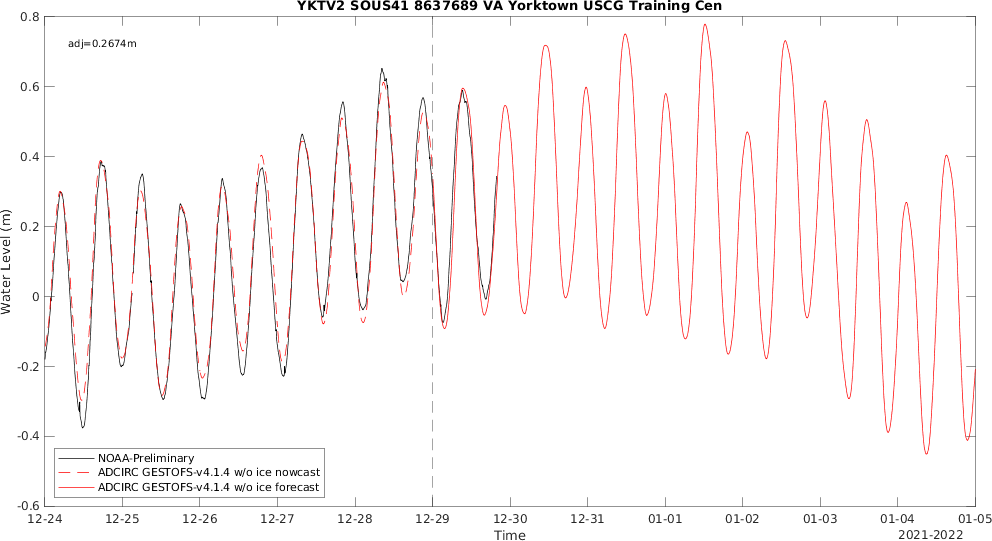 YKTV2 SOUS41 8637689 VA Yorktown USCG Training Cen
adj=0.2674m
Water Level (m)
0.8
0.6
0.4
0.2
0
-0.2
-0.4
-0.6
NOAA-Preliminary
ADCIRC GESTOFS-v4.1.4 w/o ice nowcast
ADCIRC GESTOFS-v4.1.4 w/o ice forecast
12-24 12-25 12-26 12-27 12-28 12-29 12-30 12-31 01-01 01-02 01-03 01-04 01-05
Time
2021-2022